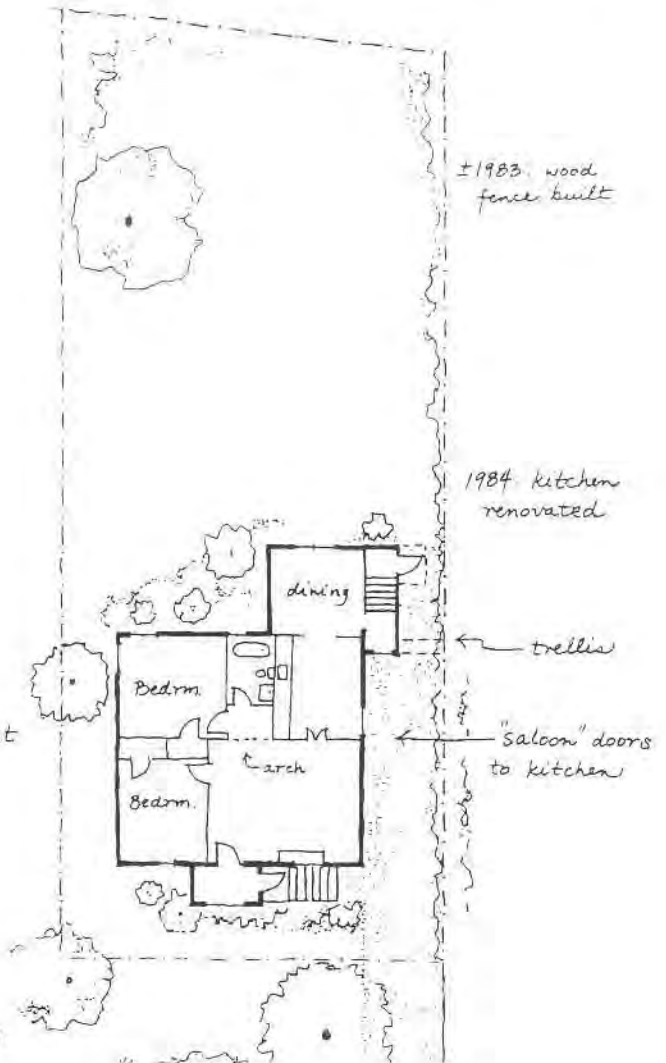 ±1983. wood
fence built
1984 kitchen
renovated
dining
trellis
Bedrm.
t
"Saloon" doors
to kitchen
arch
Bedrm.